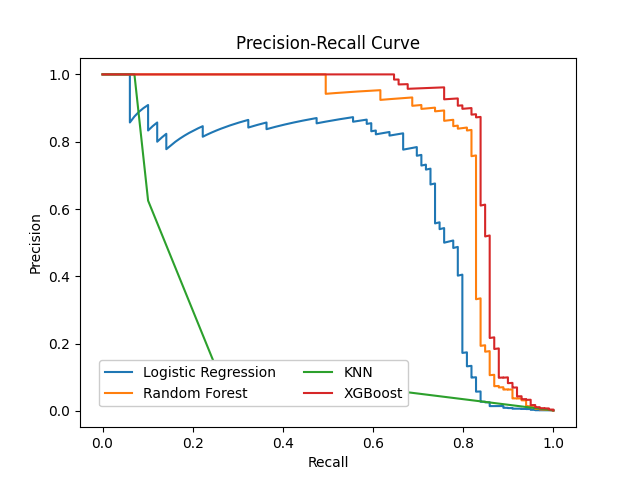 Precision-Recall Curve
Precision
1.0
0.8
0.6
0.4
0.2
0.0
Logistic Regression
Random Forest
KNN
XGBoost
0.0 0.2 0.4 0.6 0.8 1.0
Recall